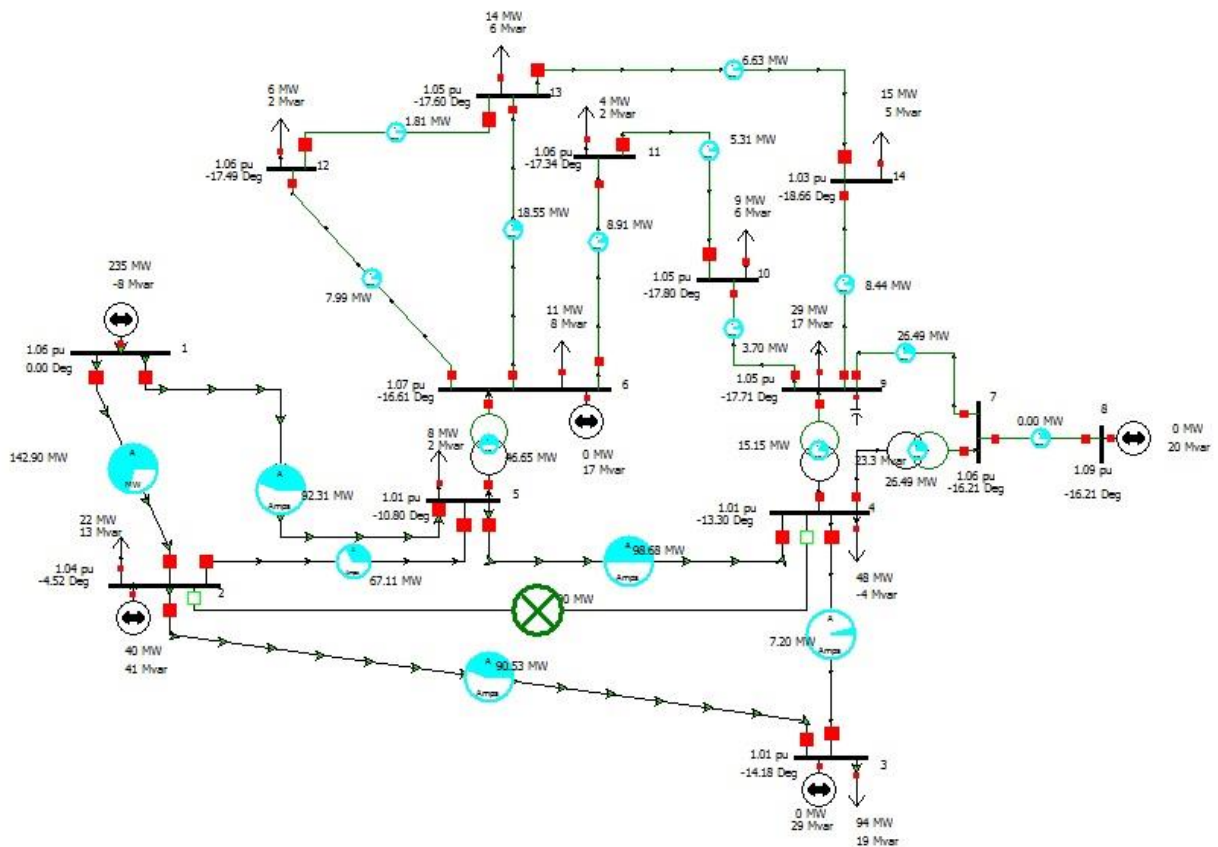 14 MW
6 Mvar
6.63 MW
13
1.05 pu
-17.60 Deg
6 MW
2 Mvar
1.81 MW
4 MW
2 Mvar
15 MW
5 Mvar
5.31 MW
11
1.06 pu
-17.34 Deg
12
1.06 pu
-17.49 Deg
14
1.03 pu
-18.66 Deg
18.55 MW
8.91 MW
9 MW
6 Mvar
10
1.05 pu
-17.80 Deg
235 MW
-8 Mvar
7.99 MW
11 MW
8 Mvar
29 MW
17 Mvar
8.44 MW
26.49 MW
3.70 MW
1
1.06 pu
0.00 Deg
6
1.07 pu
-16.61 Deg
9
1.05 pu
-17.71 Deg
7
8
0.00 MW
0 MW
20 Mvar
8 MW
2 Mvar
46.65 MW
0 MW
17 Mvar
15.15 MW
23.3 Mvar
26.49 MW
1.06 pu
-16.21 Deg
1.09 pu
-16.21 Deg
142.90 MW
A
MW
A
92.31 MW
Amps
1.01 pu
-10.80 Deg
5
1.01 pu
-13.30 Deg
4
22 MW
13 Mvar
A
98.68 MW
Amps
67.11 MW
1.04 pu
-4.52 Deg
2
48 MW
-4 Mvar
MW
7.20 MW
A
Amps
40 MW
41 Mvar
A
90.53 MW
Amps
1.01 pu
-14.18 Deg
3
0 MW
29 Mvar
94 MW
19 Mvar